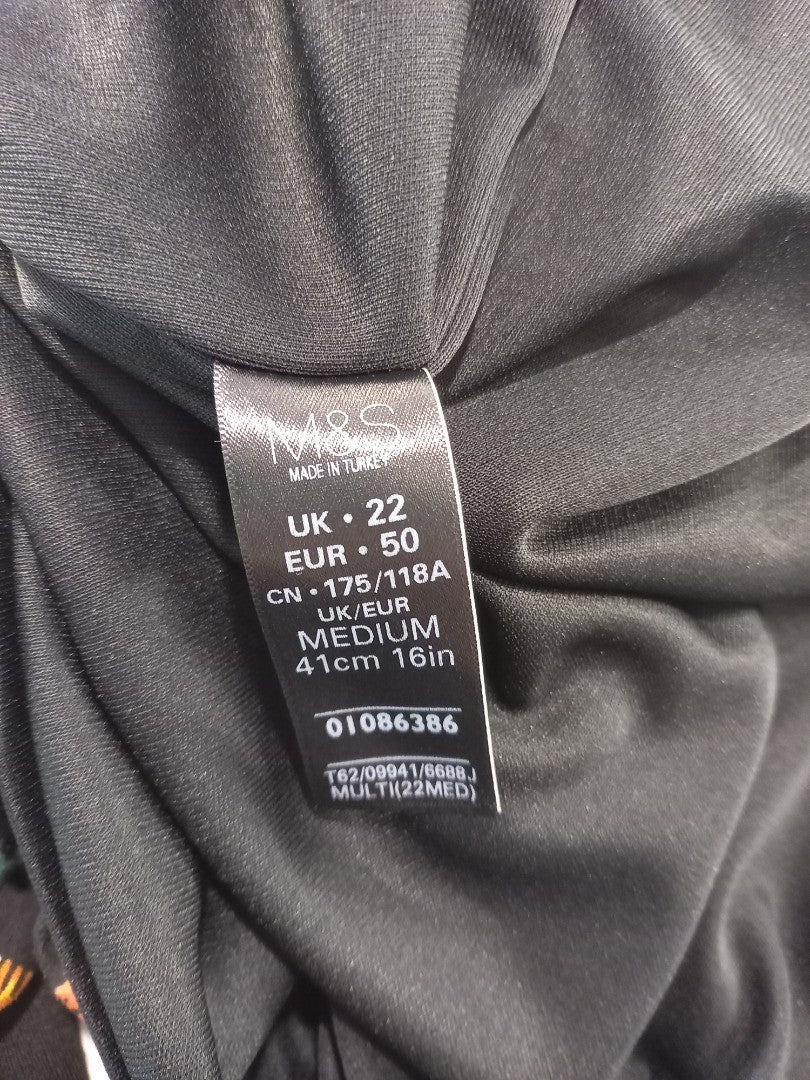 M&S
MADE IN TURKEY
UK • 22
EUR • 50
CN • 175/118A
UK/EUR
MEDIUM
41cm 16in
01086386
T62/09941/6688J
MULTI(22MED)